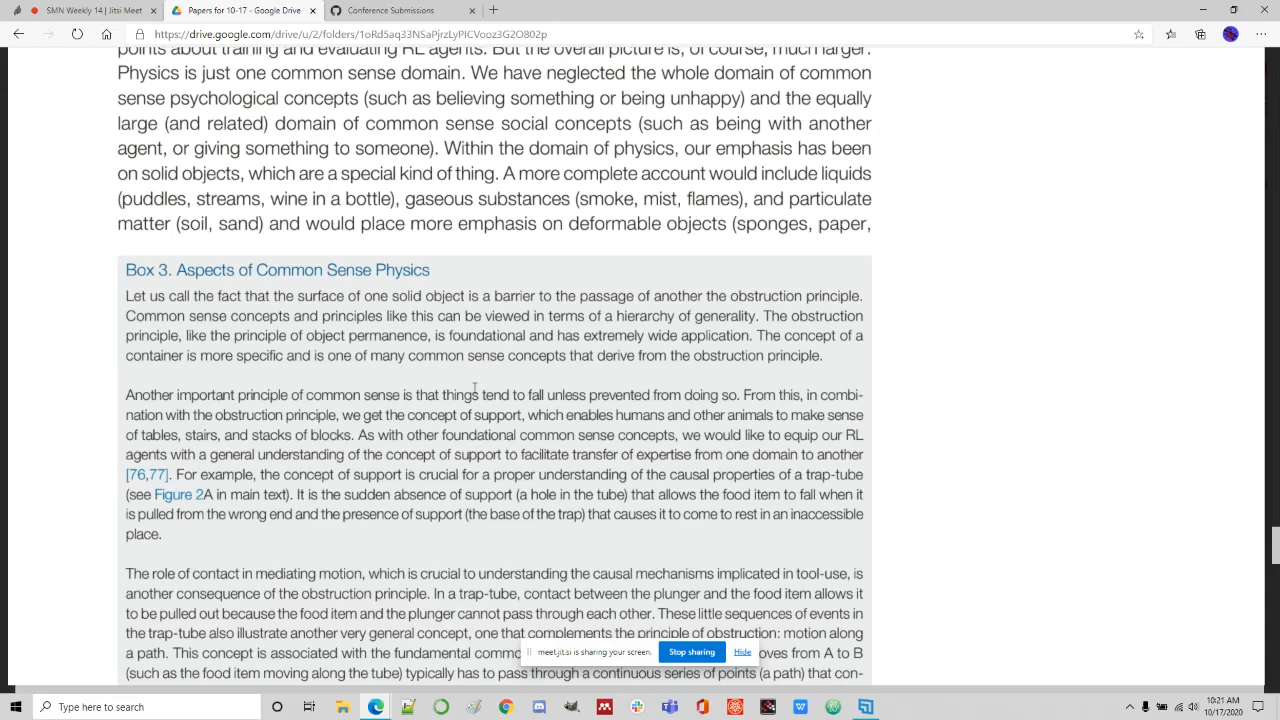 SMN Weekly 14 | Jitsi Meet
Papers for 10-17 - Google Drive
Conference Submissions
https://drive.google.com/drive/u/2/folders/1oRd5aq33NSaPjrzLyPICVooz3G2O802p
points about training and evaluating RL agents. But the overall picture is, of course, much larger.
Physics is just one common sense domain. We have neglected the whole domain of common
sense psychological concepts (such as believing something or being unhappy) and the equally
large (and related) domain of common sense social concepts (such as being with another
agent, or giving something to someone). Within the domain of physics, our emphasis has been
on solid objects, which are a special kind of thing. A more complete account would include liquids
(puddles, streams, wine in a bottle), gaseous substances (smoke, mist, flames), and particulate
matter (soil, sand) and would place more emphasis on deformable objects (sponges, paper,
Box 3. Aspects of Common Sense Physics
Let us call the fact that the surface of one solid object is a barrier to the passage of another the obstruction principle.
Common sense concepts and principles like this can be viewed in terms of a hierarchy of generality. The obstruction
principle, like the principle of object permanence, is foundational and has extremely wide application. The concept of a
container is more specific and is one of many common sense concepts that derive from the obstruction principle.
Another important principle of common sense is that things tend to fall unless prevented from doing so. From this, in combi-
nation with the obstruction principle, we get the concept of support, which enables humans and other animals to make sense
of tables, stairs, and stacks of blocks. As with other foundational common sense concepts, we would like to equip our RL
agents with a general understanding of the concept of support to facilitate transfer of expertise from one domain to another
[76,77]. For example, the concept of support is crucial for a proper understanding of the causal properties of a trap-tube
(see Figure 2A in main text). It is the sudden absence of support (a hole in the tube) that allows the food item to fall when it
is pulled from the wrong end and the presence of support (the base of the trap) that causes it to come to rest in an inaccessible
place.
The role of contact in mediating motion, which is crucial to understanding the causal mechanisms implicated in tool-use, is
another consequence of the obstruction principle. In a trap-tube, contact between the plunger and the food item allows it
to be pulled out because the food item and the plunger cannot pass through each other. These little sequences of events in
the trap-tube also illustrate another very general concept, one that complements the principle of obstruction: motion along
a path. This concept is associated with the fundamental commo oves from A to B
(such as the food item moving along the tube) typically has to pass through a continuous series of points (a path) that con-
meet.jit.si is sharing your screen. Stop sharing Hide
Type here to search
10:21 AM
10/17/2020